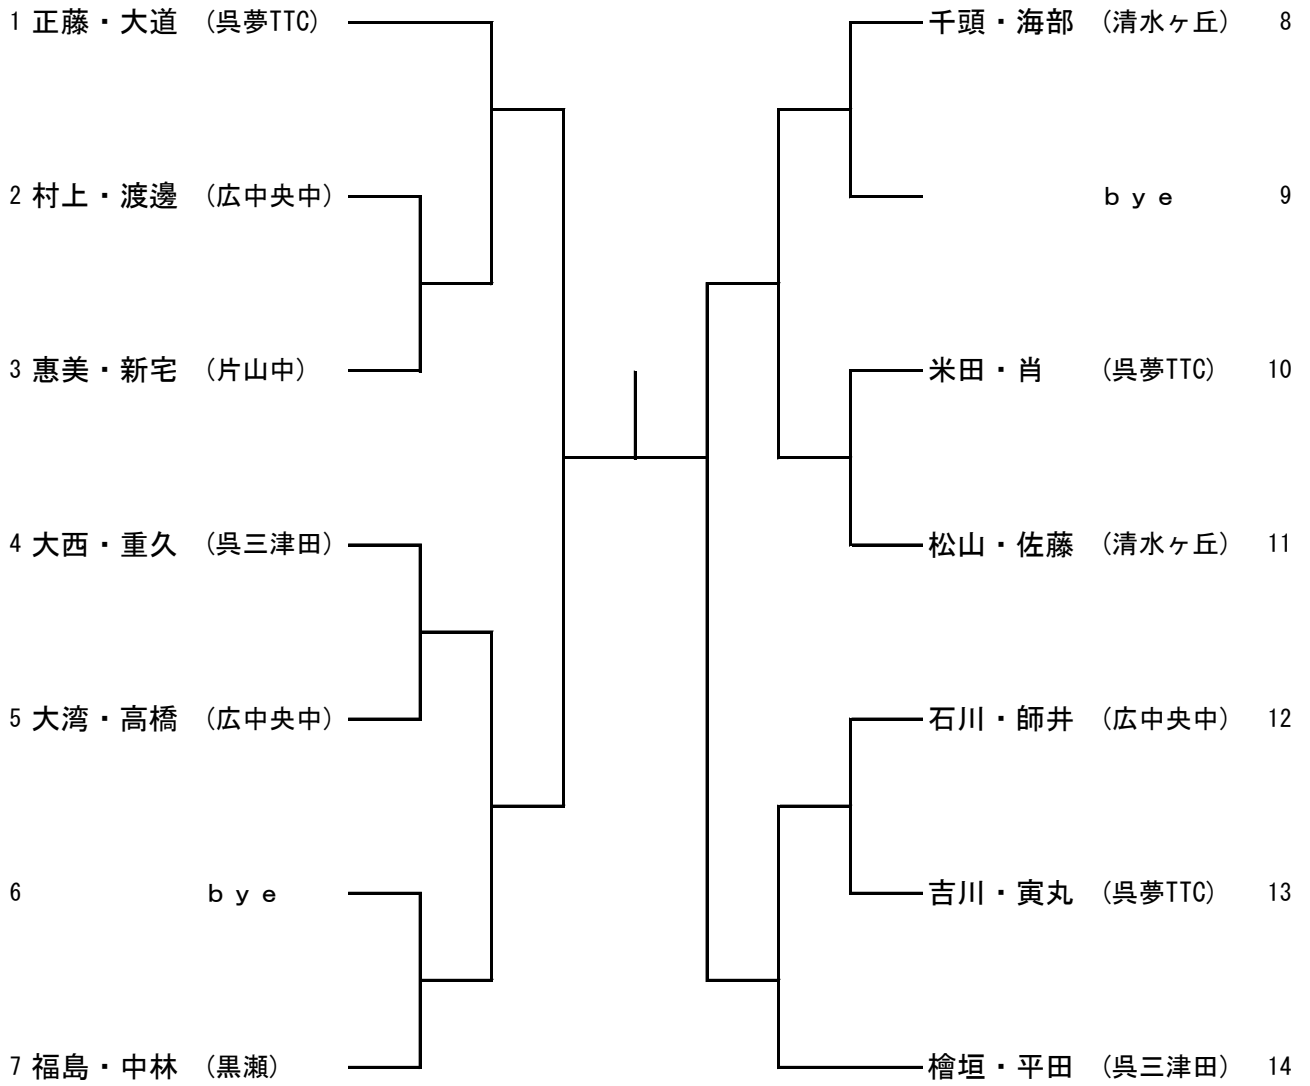 1 正藤・大道 (呉夢TTC)
2 村上・渡邊 (広中央中)
3 惠美・新宅 (片山中)
4 大西・重久 (呉三津田)
5 大湾・高橋 (広中央中)
6 ｂｙｅ
7 福島・中林 (黒瀬)
千頭・海部 (清水ヶ丘) 8
ｂｙｅ 9
米田・肖 (呉夢TTC) 10
松山・佐藤 (清水ヶ丘) 11
石川・師井 (広中央中) 12
吉川・寅丸 (呉夢TTC) 13
檜垣・平田 (呉三津田) 14